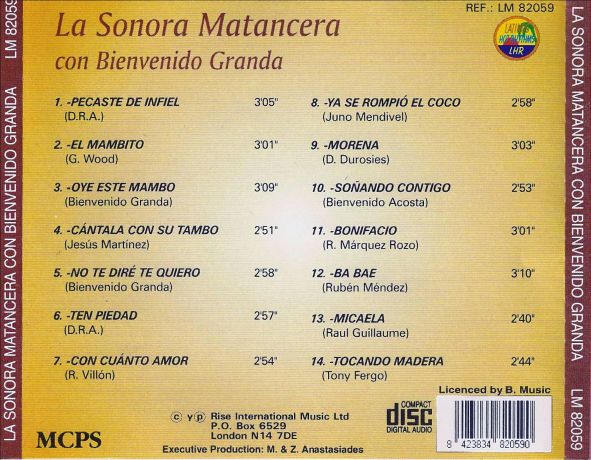 LA SONORA MATANCERA CON BIENVENIDO GRANDA LM 82059
REF.: LM 82059
LHR
La Sonora Matancera
con Bienvenido Granda
1. -PECASTE DE INFIEL 3'05"
(D.R.A.)
2. -EL MAMBITO 3'01"
(G. Wood)
3. -OYE ESTE MAMBO 3'09"
(Bienvenido Granda)
4. -CÁNTALA CON SU TAMBO 2'51"
(Jesús Martínez)
5. -NO TE DIRÉ TE QUIERO 2'58"
(Bienvenido Granda)
6. -TEN PIEDAD 2'57"
(D.R.A.)
7. -CON CUÁNTO AMOR 2'54"
(R. Villón)
8. -YA SE ROMPIÓ EL COCO 2'58"
(Juno Mendivel)
9. -MORENA 3'03"
(D. Durosies)
10. -SOÑANDO CONTIGO 2'53"
(Bienvenido Acosta)
11. -BONIFACIO 3'01"
(R. Márquez Rozo)
12. -BA BAE 3'10"
(Rubén Méndez)
13. -MICAELA 2'40"
(Raul Guillaume)
14. -TOCANDO MADERA 2'44"
(Tony Fergo)
Licenced by B. Music
MCPS
c y p Rise International Music Ltd
P.O. Box 6529
London N14 7DE
Executive Production: M. & Z. Anastasiades
COMPACT
disc
DIGITAL AUDIO
8 423834 820590
LA SONORA MATANCERA CON BIENVENIDO GRANDA LM 82059